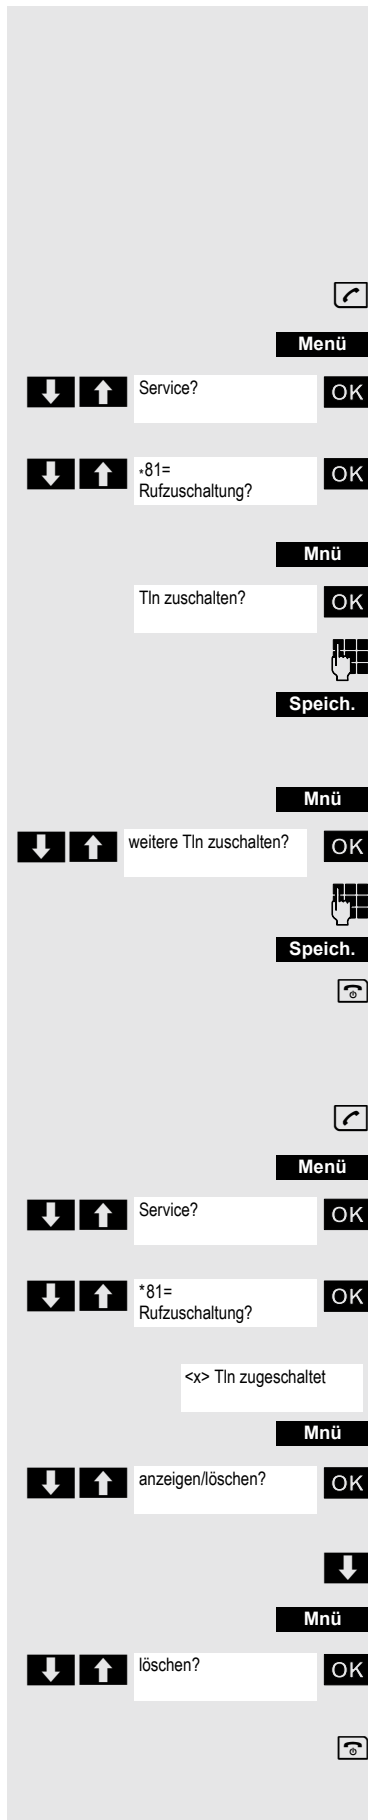 Menü
Service? OK
*81=
Rufzuschaltung? OK
Mnü
Tln zuschalten? OK
Speich.
Mnü
weitere Tln zuschalten? OK
Speich.
Menü
Service? OK
*81=
Rufzuschaltung? OK
<x> Tln zugeschaltet
Mnü
anzeigen/löschen? OK
Mnü
löschen? OK